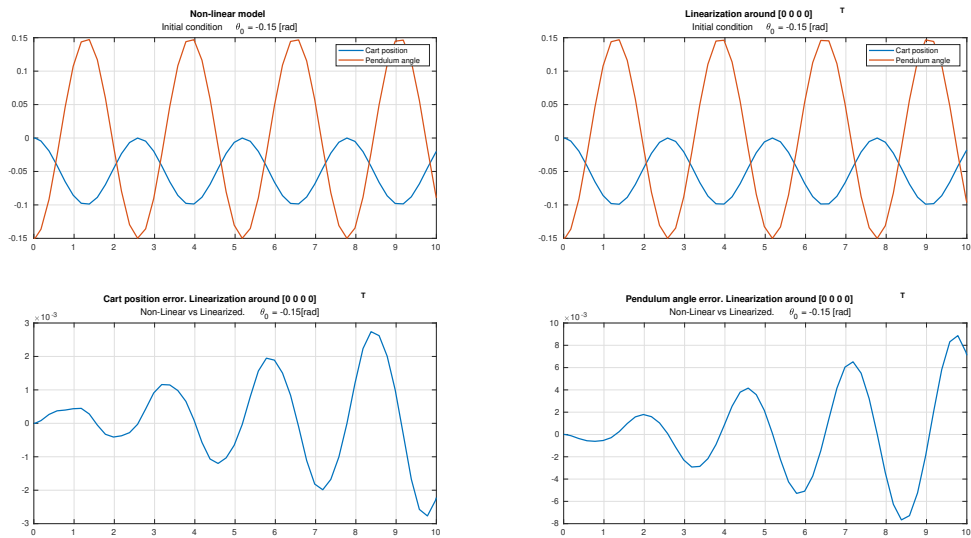 Non-linear model
Initial condition θ0 = -0.15 [rad]
0.15
0.1
0.05
0
-0.05
-0.1
-0.15
0 1 2 3 4 5 6 7 8 9 10
Cart position
Pendulum angle
Linearization around [0 0 0 0] T
Initial condition θ0 = -0.15 [rad]
0.15
0.1
0.05
0
-0.05
-0.1
-0.15
0 1 2 3 4 5 6 7 8 9 10
Cart position
Pendulum angle
Cart position error. Linearization around [0 0 0 0] T
Non-Linear vs Linearized. θ0 = -0.15[rad]
×10-3
3
2
1
0
-1
-2
-3
0 1 2 3 4 5 6 7 8 9 10
Pendulum angle error. Linearization around [0 0 0 0] T
Non-Linear vs Linearized. θ0 = -0.15 [rad]
×10-3
10
8
6
4
2
0
-2
-4
-6
-8
0 1 2 3 4 5 6 7 8 9 10